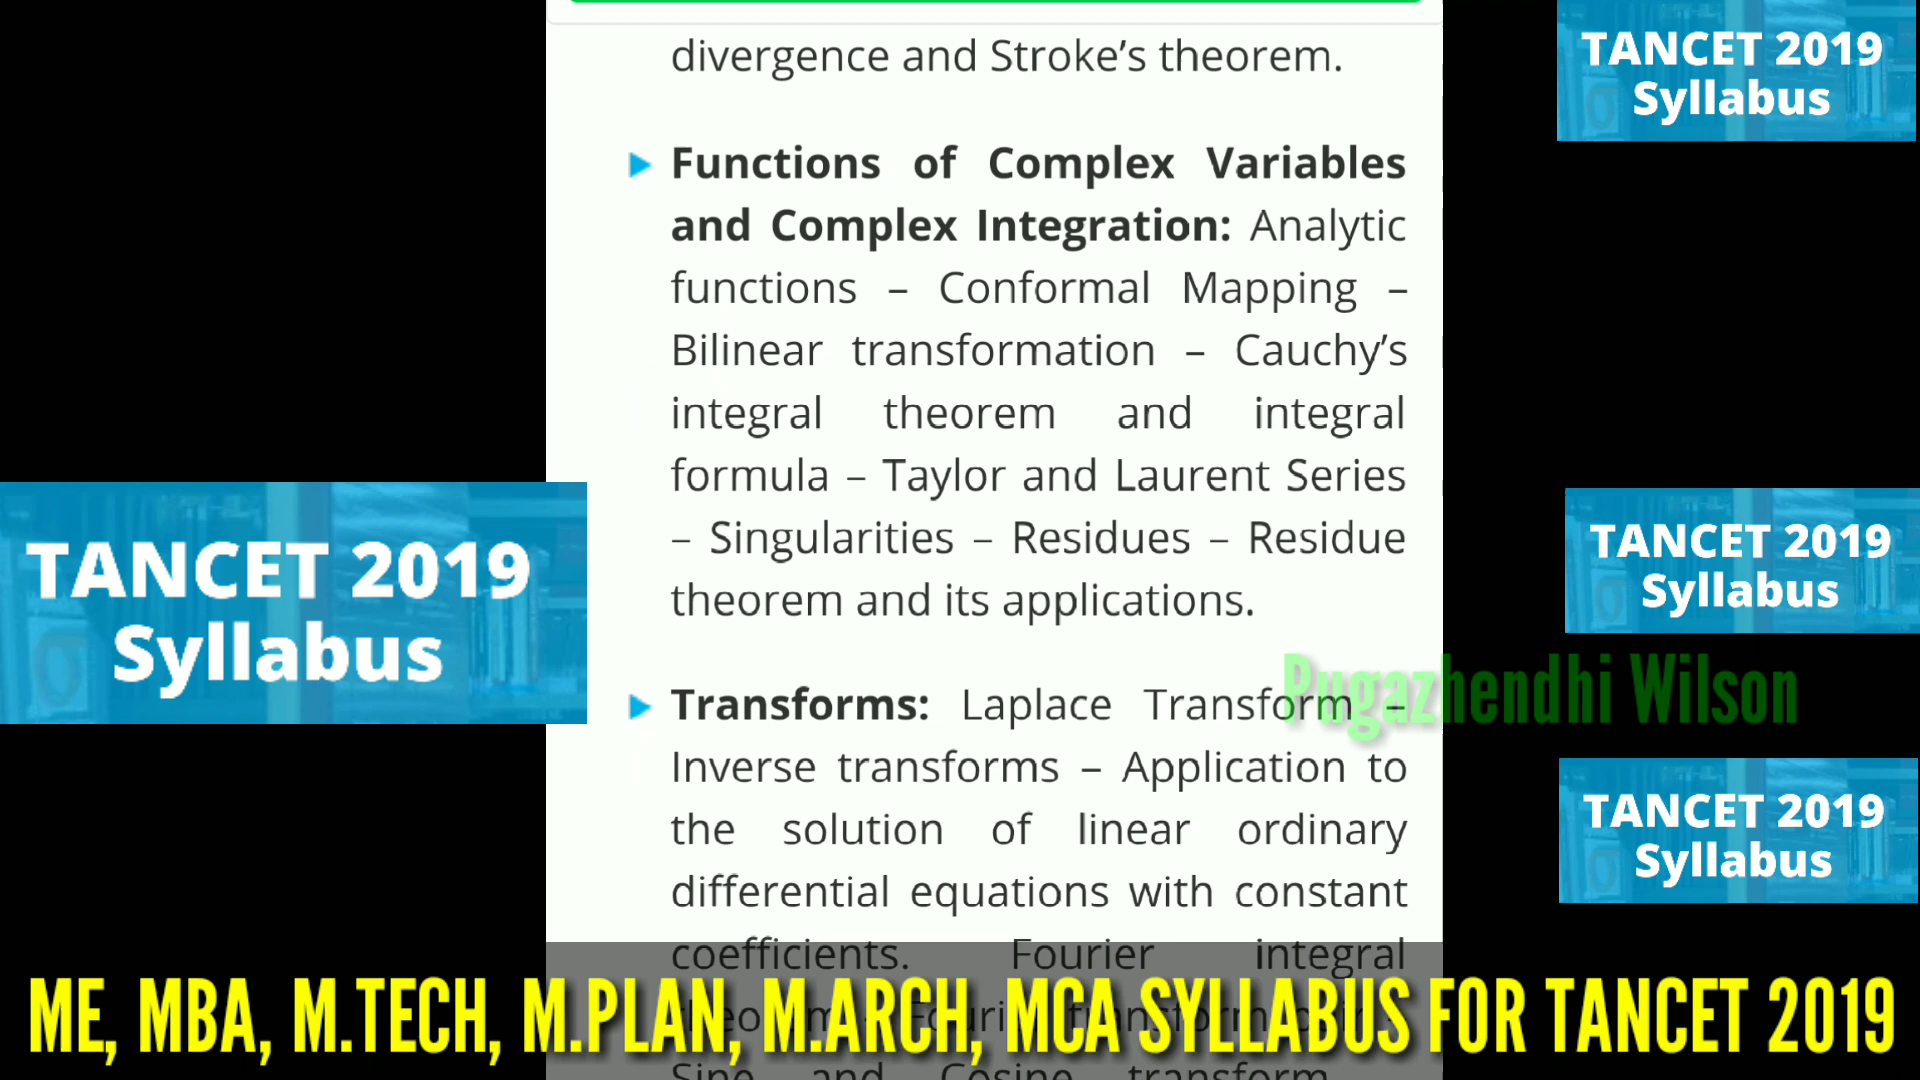 divergence and Stroke’s theorem.
Functions of Complex Variables
and Complex Integration: Analytic
functions – Conformal Mapping –
Bilinear transformation – Cauchy’s
integral theorem and integral
formula – Taylor and Laurent Series
– Singularities – Residues – Residue
theorem and its applications.
Transforms: Laplace Transform –
Inverse transforms – Application to
the solution of linear ordinary
differential equations with constant
coefficients. Fourier integral
Sine and Cosine transform
TANCET 2019
Syllabus
TANCET 2019
Syllabus
TANCET 2019
Syllabus
TANCET 2019
Syllabus
Pugazhendhi Wilson
ME, MBA, M.TECH, M.PLAN, M.ARCH, MCA SYLLABUS FOR TANCET 2019